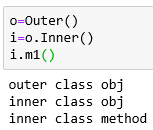 o=Outer()
i=o.Inner()
i.m1()
outer class obj
inner class obj
inner class method